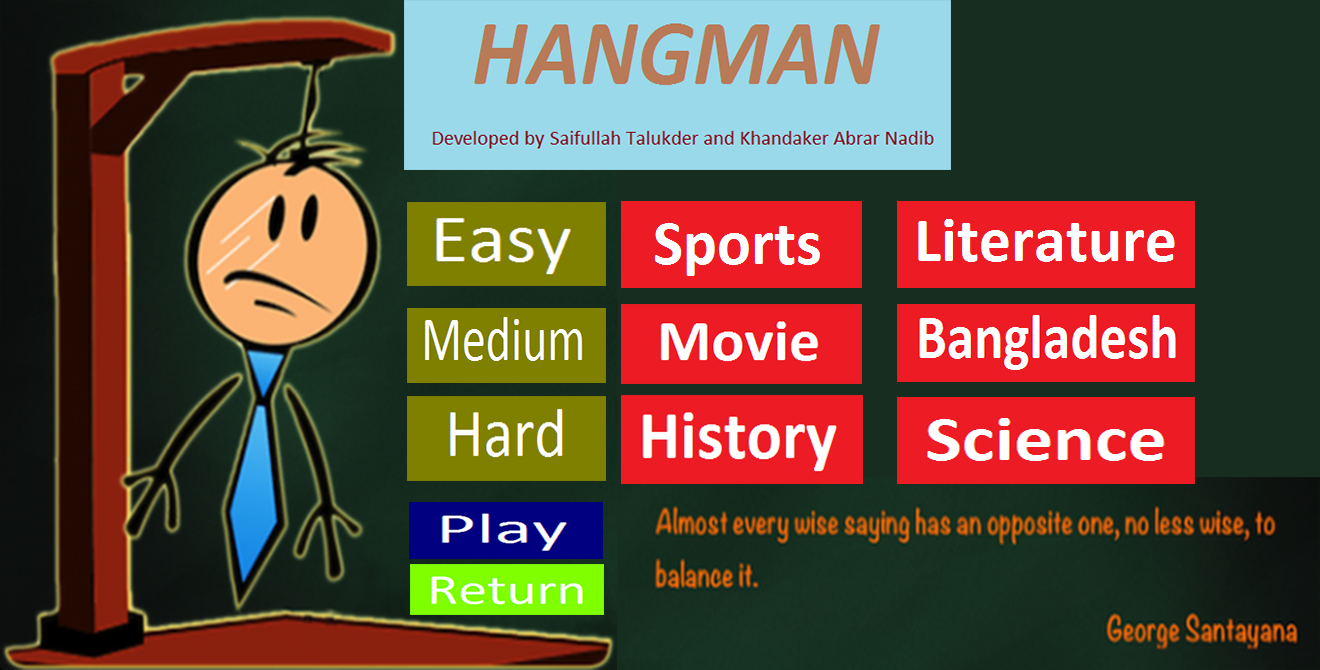 HANGMAN
Developed by Saifullah Talukder and Khandaker Abrar Nadib
Easy
Sports
Literature
Medium
Movie
Bangladesh
Hard
History
Science
Play
Return
Almost every wise saying has an opposite one, no less wise, to
balance it.
George Santayana